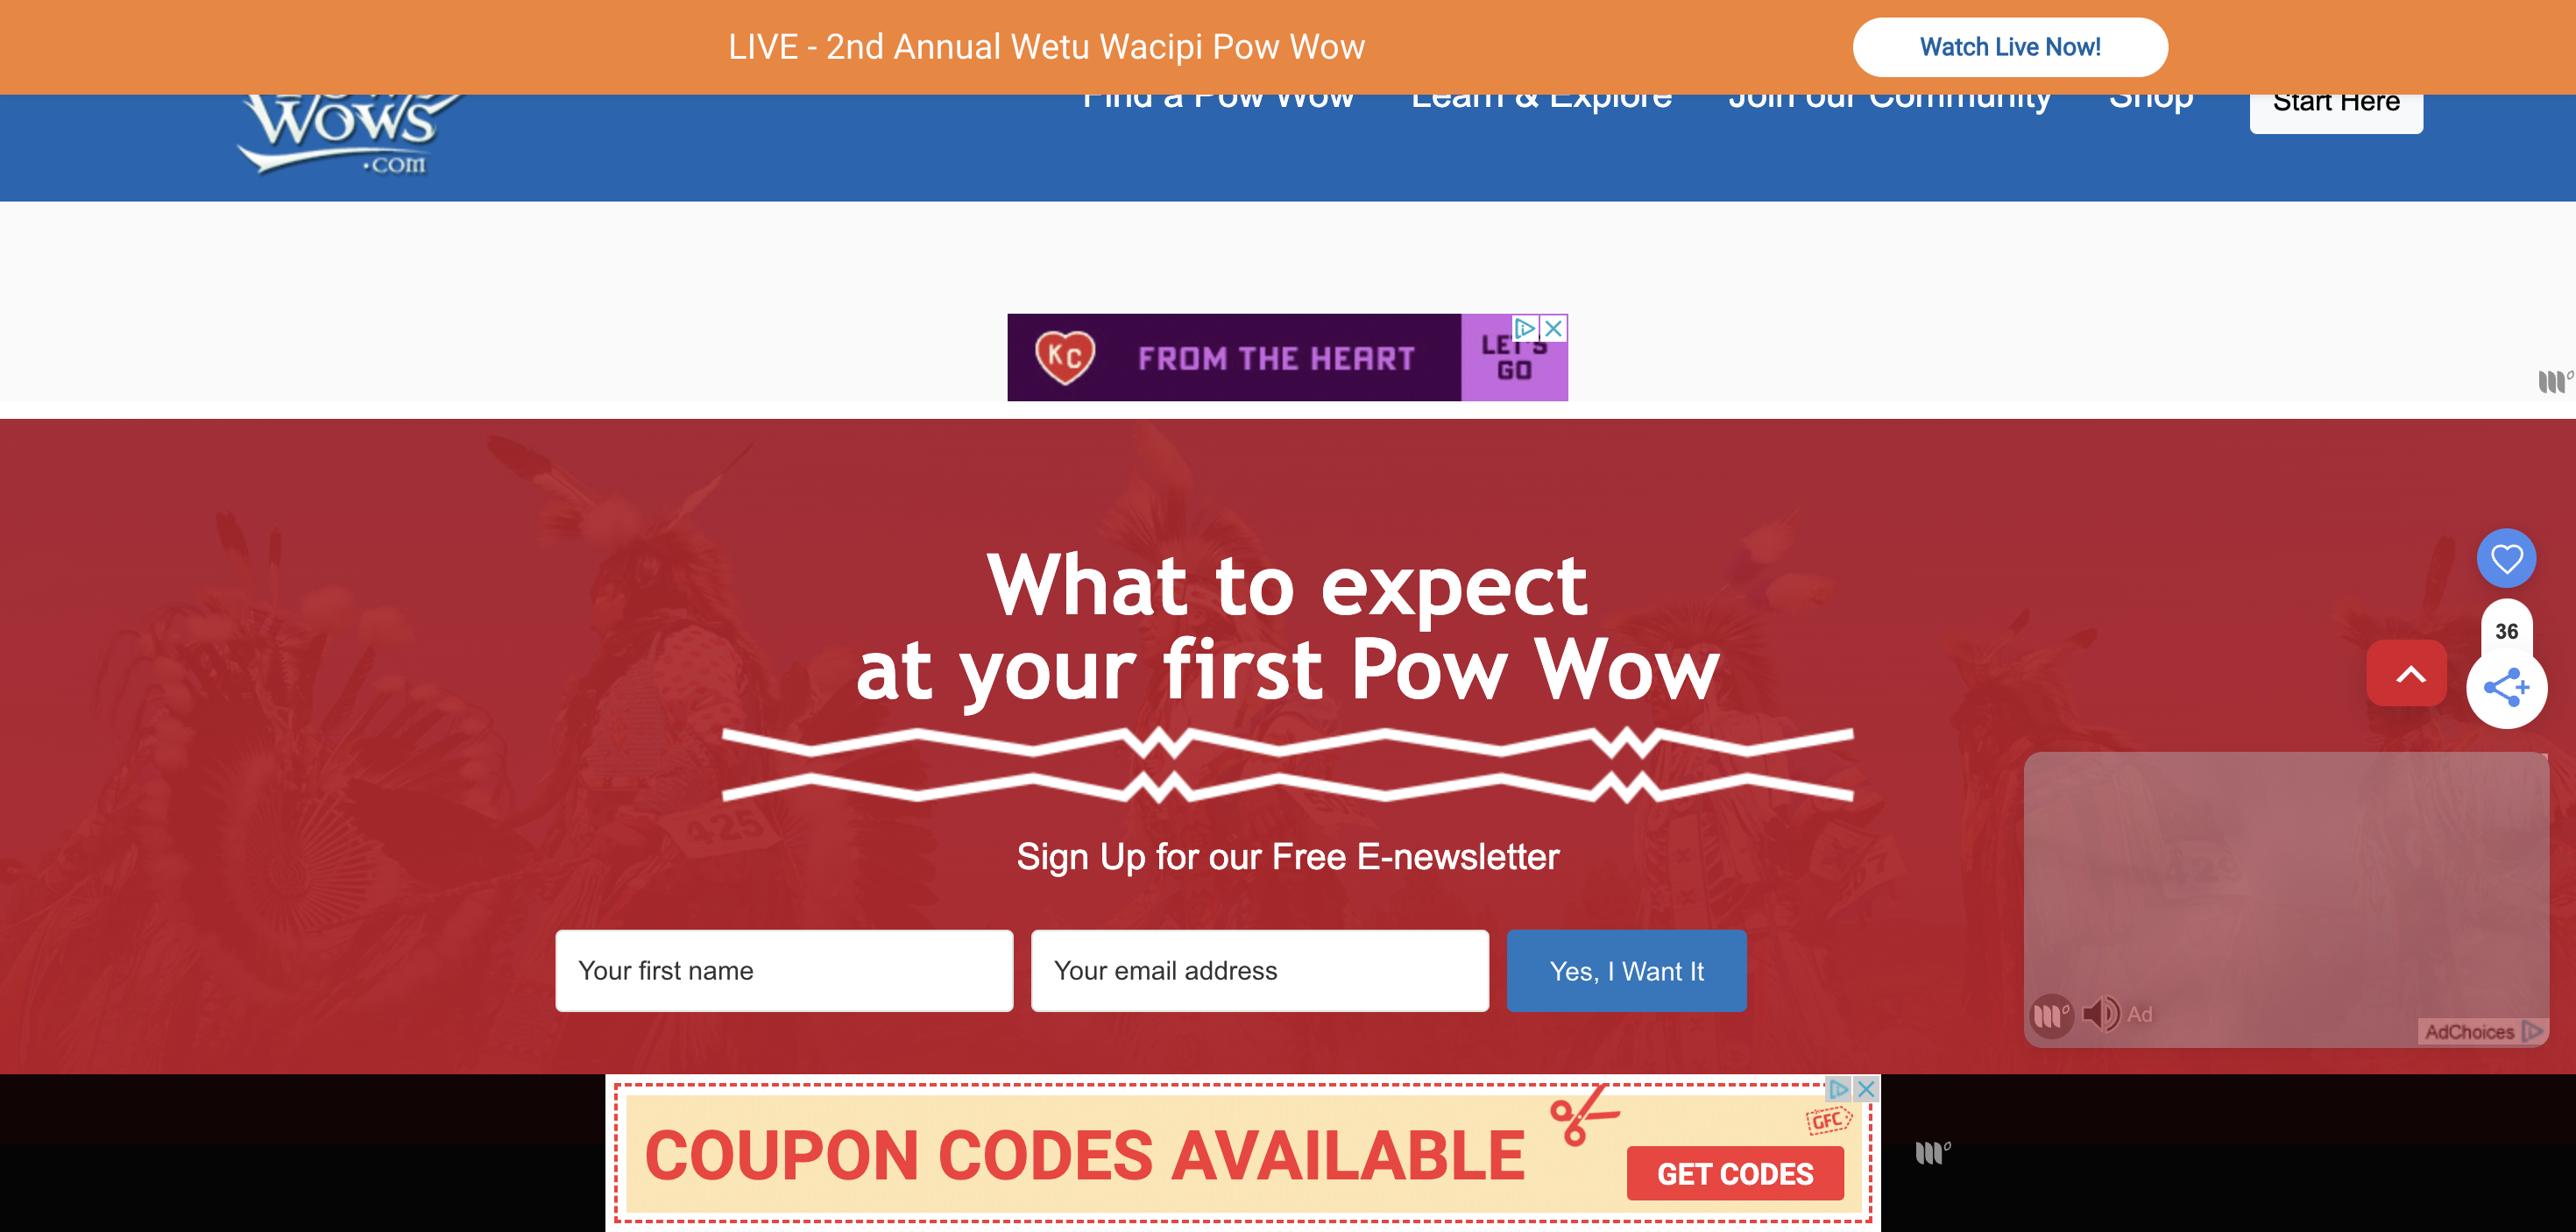 LIVE - 2nd Annual Wetu Wacipi Pow Wow
Watch Live Now!
WOWS
.com
Find a Pow Wow
Learn & Explore
Join our Community
Shop
Start Here
KC
FROM THE HEART
LET'S
GO
What to expect
at your first Pow Wow
36
Sign Up for our Free E-newsletter
Your first name
Your email address
Yes, I Want It
425
Ad
AdChoices
COUPON CODES AVAILABLE
GFC
GET CODES